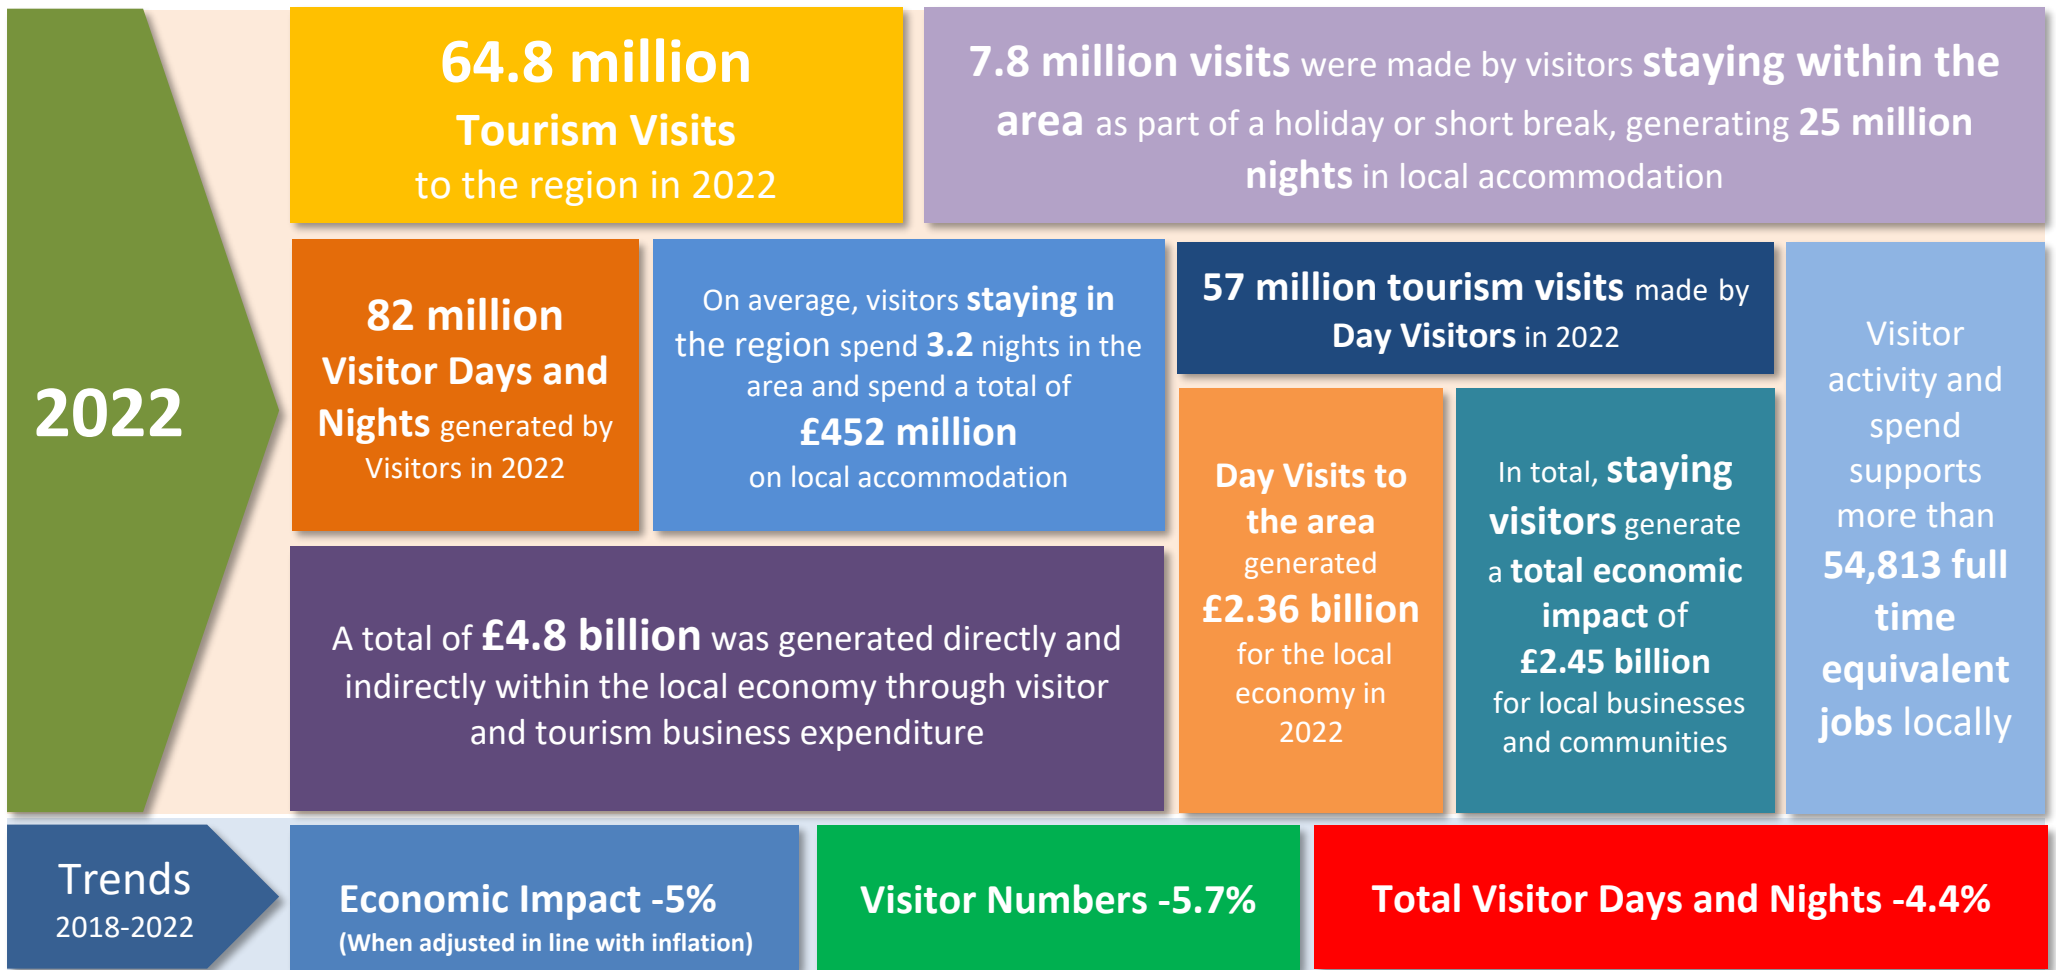 2022
64.8 million
Tourism Visits
to the region in 2022
7.8 million visits were made by visitors staying within the
area as part of a holiday or short break, generating 25 million
nights in local accommodation
82 million
Visitor Days and
Nights generated by
Visitors in 2022
On average, visitors staying in
the region spend 3.2 nights in the
area and spend a total of
£452 million
on local accommodation
57 million tourism visits made by
Day Visitors in 2022
Visitor
activity and
spend
supports
more than
54,813 full
time
equivalent
jobs locally
A total of £4.8 billion was generated directly and
indirectly within the local economy through visitor
and tourism business expenditure
Day Visits to
the area
generated
£2.36 billion
for the local
economy in
2022
In total, staying
visitors generate
a total economic
impact of
£2.45 billion
for local businesses
and communities
Trends
2018-2022
Economic Impact -5%
(When adjusted in line with inflation)
Visitor Numbers -5.7%
Total Visitor Days and Nights -4.4%